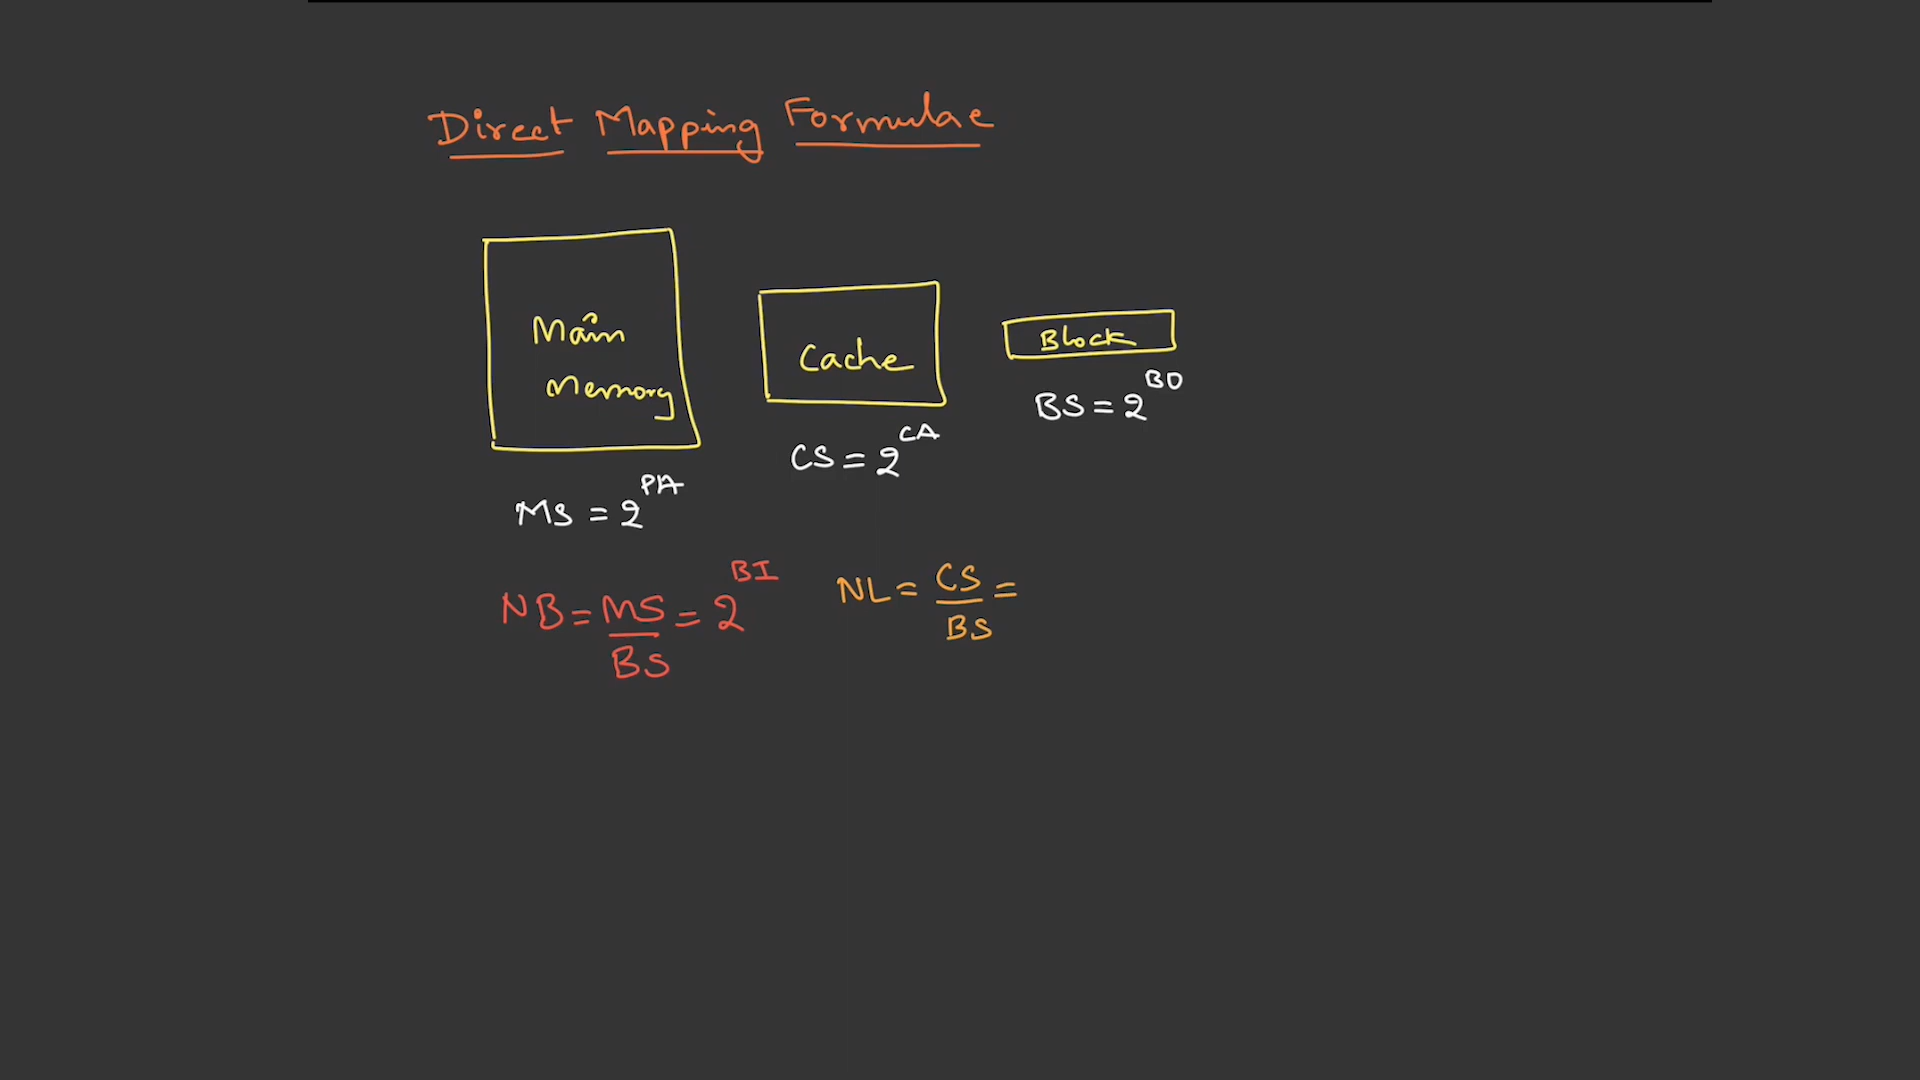 Direct Mapping Formulae
Main
Memory
Cache
Block
MS = 2^PA
CS = 2^CA
BS = 2^BO
NB = MS/BS = 2^BI
NL = CS/BS =